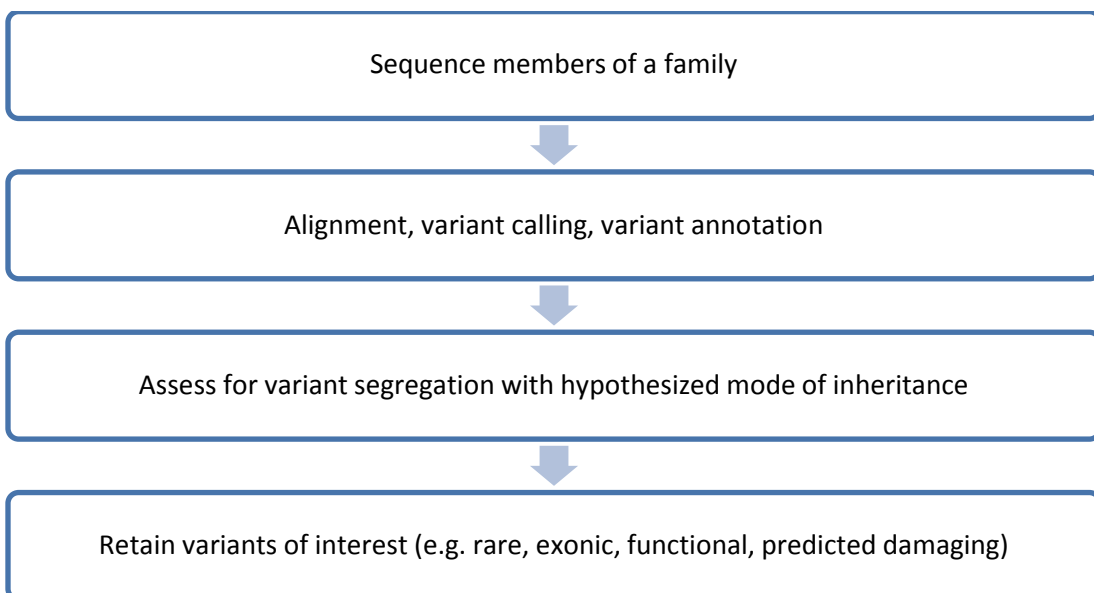 Sequence members of a family
Alignment, variant calling, variant annotation
Assess for variant segregation with hypothesized mode of inheritance
Retain variants of interest (e.g. rare, exonic, functional, predicted damaging)